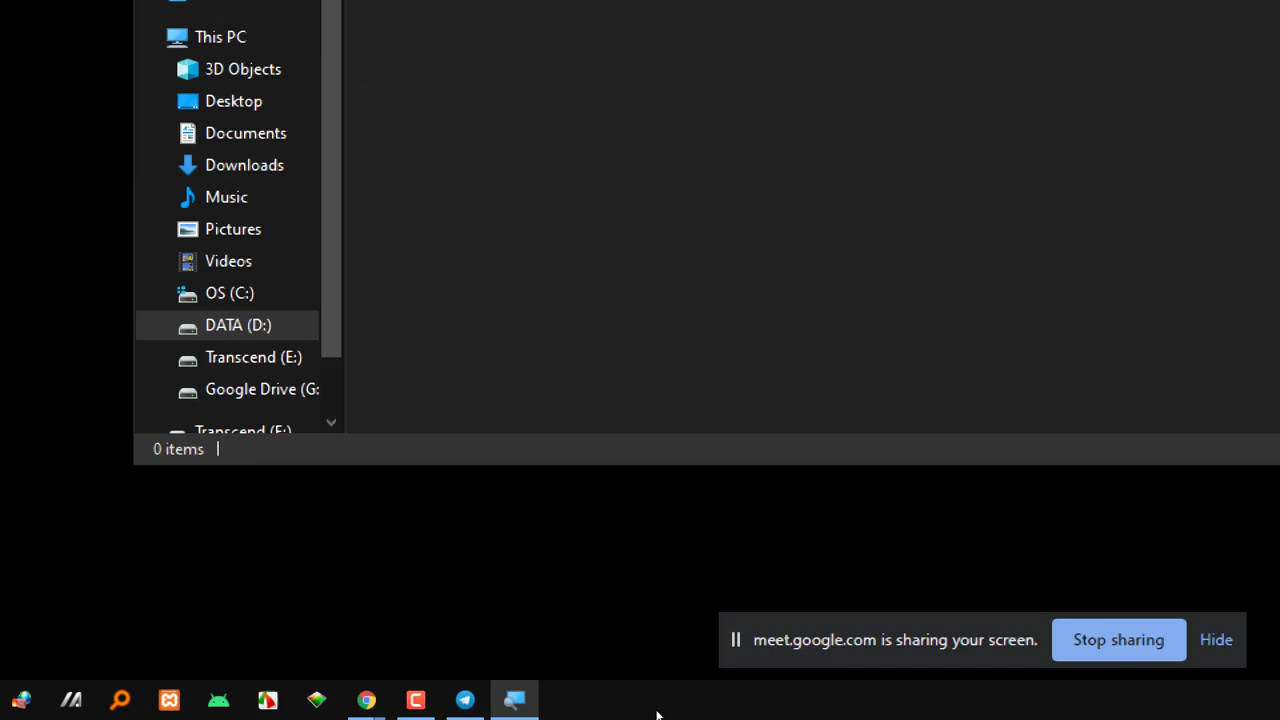 This PC
3D Objects
Desktop
Documents
Downloads
Music
Pictures
Videos
OS (C:)
DATA (D:)
Transcend (E:)
Google Drive (G:
Transcend (E:)
0 items
meet.google.com is sharing your screen.
Stop sharing
Hide